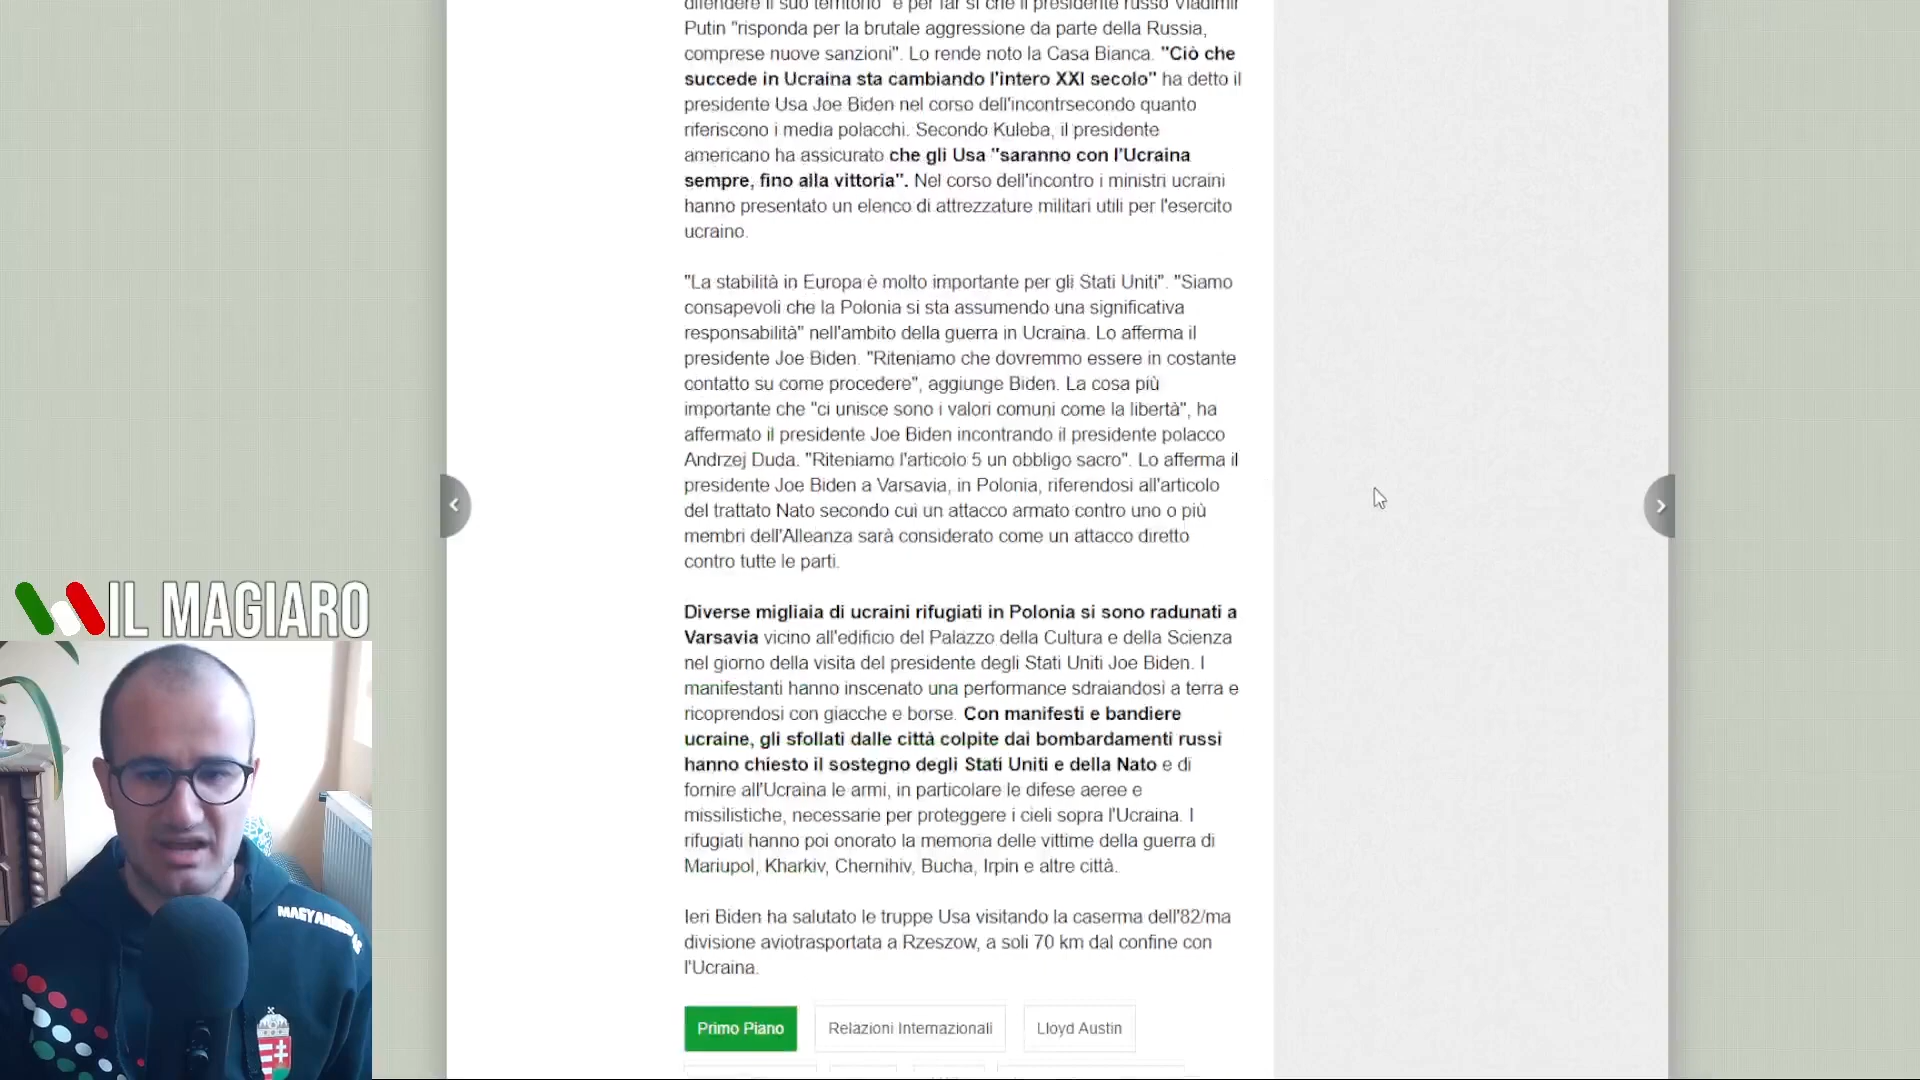 difendere il suo territorio" e per far sì che il presidente russo Vladimir
Putin "risponda per la brutale aggressione da parte della Russia,
comprese nuove sanzioni". Lo rende noto la Casa Bianca. "Ciò che
succede in Ucraina sta cambiando l'intero XXI secolo" ha detto il
presidente Usa Joe Biden nel corso dell'incontrsecondo quanto
riferiscono i media polacchi. Secondo Kuleba, il presidente
americano ha assicurato che gli Usa "saranno con l'Ucraina
sempre, fino alla vittoria". Nel corso dell'incontro i ministri ucraini
hanno presentato un elenco di attrezzature militari utili per l'esercito
ucraino.
"La stabilità in Europa è molto importante per gli Stati Uniti". "Siamo
consapevoli che la Polonia si sta assumendo una significativa
responsabilità" nell'ambito della guerra in Ucraina. Lo afferma il
presidente Joe Biden. "Riteniamo che dovremmo essere in costante
contatto su come procedere", aggiunge Biden. La cosa più
importante che "ci unisce sono i valori comuni come la libertà", ha
affermato il presidente Joe Biden incontrando il presidente polacco
Andrzej Duda. "Riteniamo l'articolo 5 un obbligo sacro". Lo afferma il
presidente Joe Biden a Varsavia, in Polonia, riferendosi all'articolo
del trattato Nato secondo cui un attacco armato contro uno o più
membri dell'Alleanza sarà considerato come un attacco diretto
contro tutte le parti.
Diverse migliaia di ucraini rifugiati in Polonia si sono radunati a
Varsavia vicino all'edificio del Palazzo della Cultura e della Scienza
nel giorno della visita del presidente degli Stati Uniti Joe Biden. I
manifestanti hanno inscenato una performance sdraiandosi a terra e
ricoprendosi con giacche e borse. Con manifesti e bandiere
ucraine, gli sfollati dalle città colpite dai bombardamenti russi
hanno chiesto il sostegno degli Stati Uniti e della Nato e di
fornire all'Ucraina le armi, in particolare le difese aeree e
missilistiche, necessarie per proteggere i cieli sopra l'Ucraina. I
rifugiati hanno poi onorato la memoria delle vittime della guerra di
Mariupol, Kharkiv, Chernihiv, Bucha, Irpin e altre città.
Ieri Biden ha salutato le truppe Usa visitando la caserma dell'82/ma
divisione aviotrasportata a Rzeszow, a soli 70 km dal confine con
l'Ucraina.
Primo Piano Relazioni Internazionali Lloyd Austin
IL MAGIARO